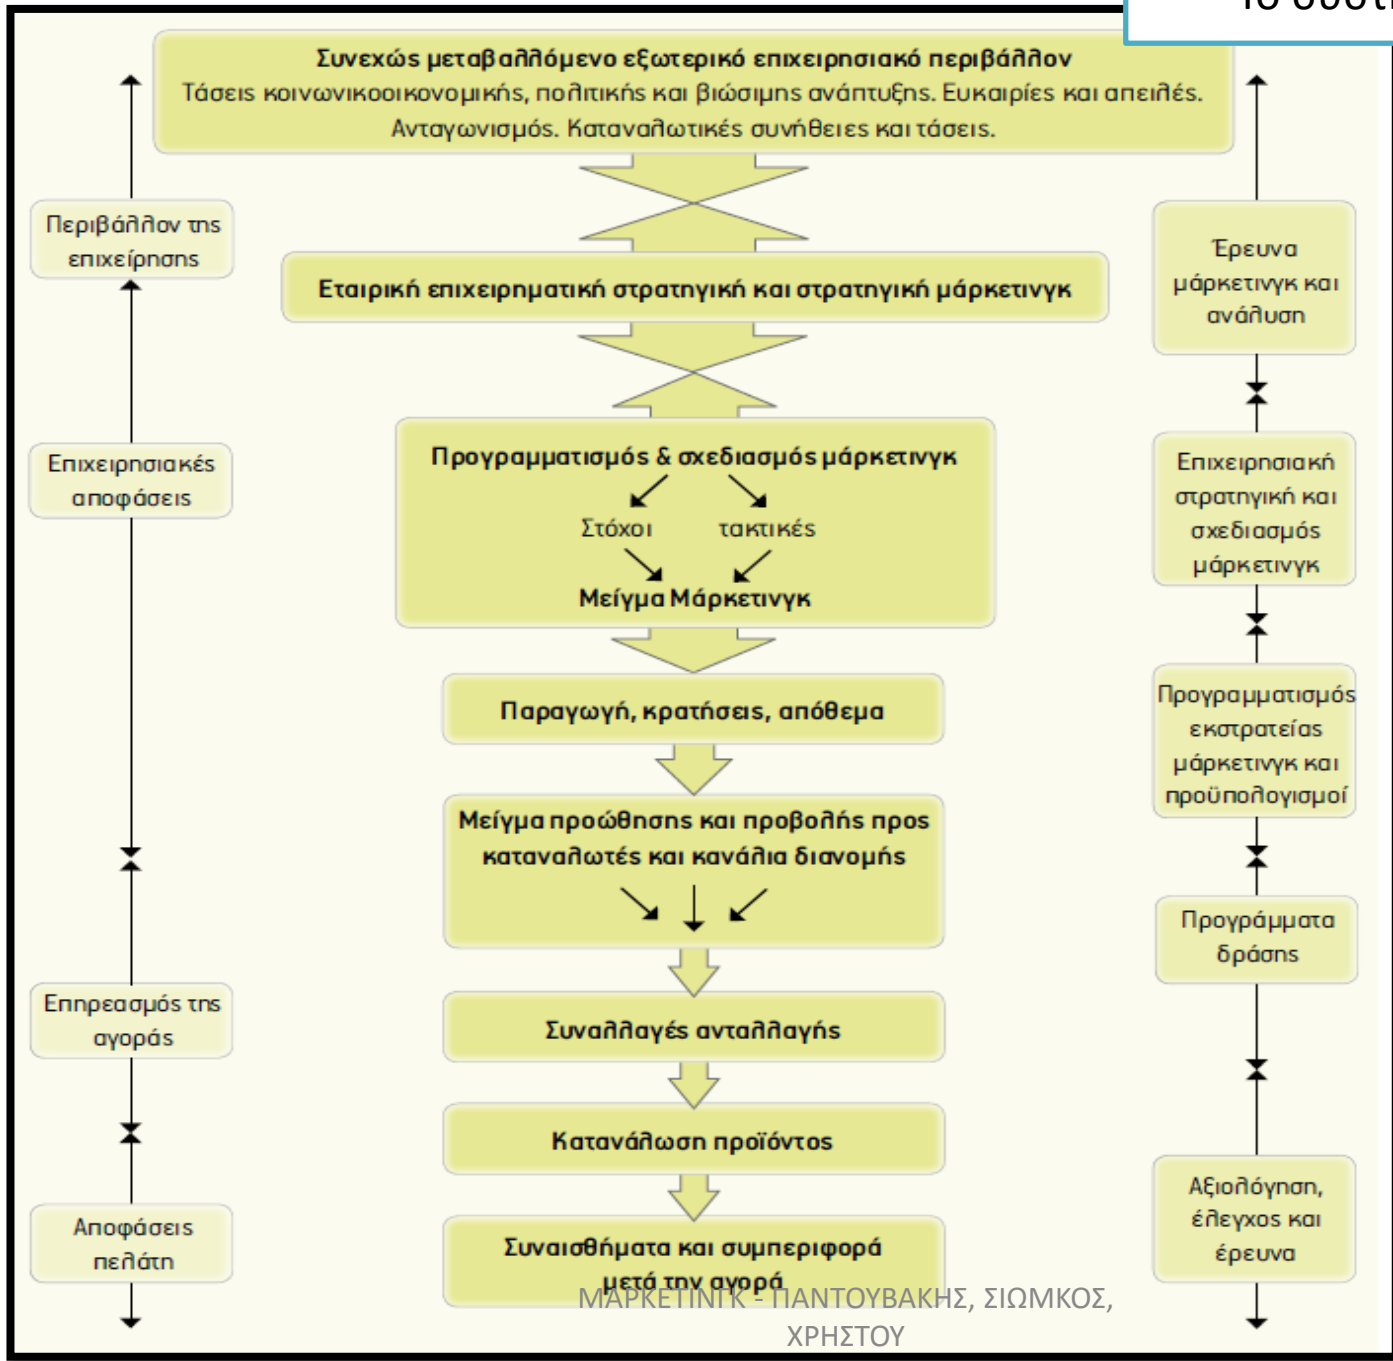 Συνεχώς μεταβαλλόμενο εξωτερικό επιχειρησιακό περιβάλλον
Τάσεις κοινωνικοοικονομικής, πολιτικής και βιώσιμης ανάπτυξης. Ευκαιρίες και απειλές.
Ανταγωνισμός. Καταναλωτικές συνήθειες και τάσεις.
Περιβάλλον της
επιχείρησης
Εταιρική επιχειρηματική στρατηγική και στρατηγική μάρκετινγκ
Έρευνα
μάρκετινγκ και
ανάλυση
Επιχειρησιακές
αποφάσεις
Προγραμματισμός & σχεδιασμός μάρκετινγκ
Στόχοι τακτικές
Μείγμα Μάρκετινγκ
Επιχειρησιακή
στρατηγική και
σχεδιασμός
μάρκετινγκ
Παραγωγή, κρατήσεις, απόθεμα
Προγραμματισμός
εκστρατείας
μάρκετινγκ και
προϋπολογισμοί
Μείγμα προώθησης και προβολής προς
καταναλωτές και κανάλια διανομής
Προγράμματα
δράσης
Επηρεασμός της
αγοράς
Συναλλαγές ανταλλαγής
Κατανάλωση προϊόντος
Αποφάσεις
πελάτη
Συναισθήματα και συμπεριφορά
μετά την αγορά
Αξιολόγηση,
έλεγχος και
έρευνα
ΜΑΡΚΕΤΙΝΓΚ - ΠΑΝΤΟΥΒΑΚΗΣ, ΣΙΩΜΚΟΣ,
ΧΡΗΣΤΟΥ